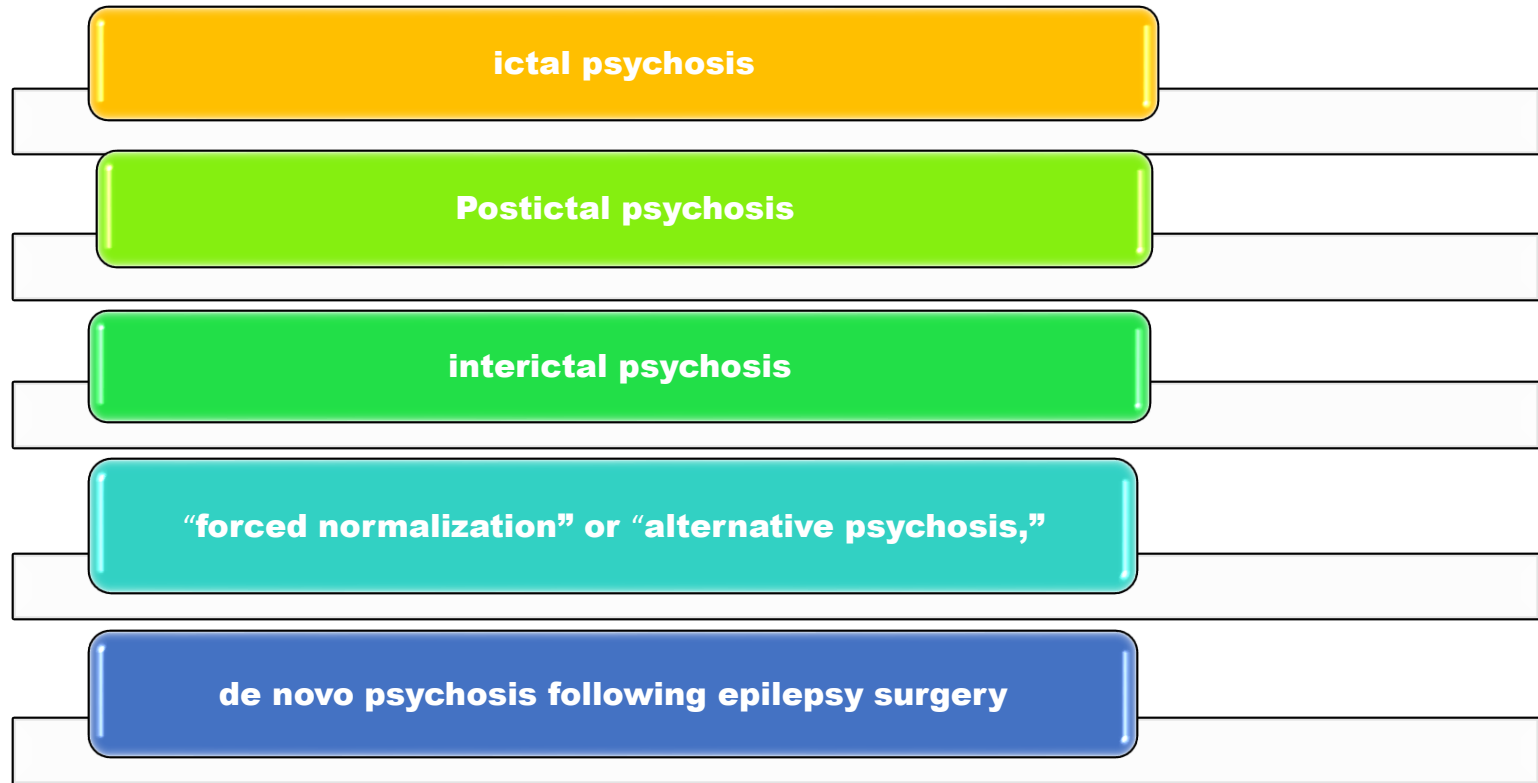 ictal psychosis
Postictal psychosis
interictal psychosis
“forced normalization” or “alternative psychosis,”
de novo psychosis following epilepsy surgery